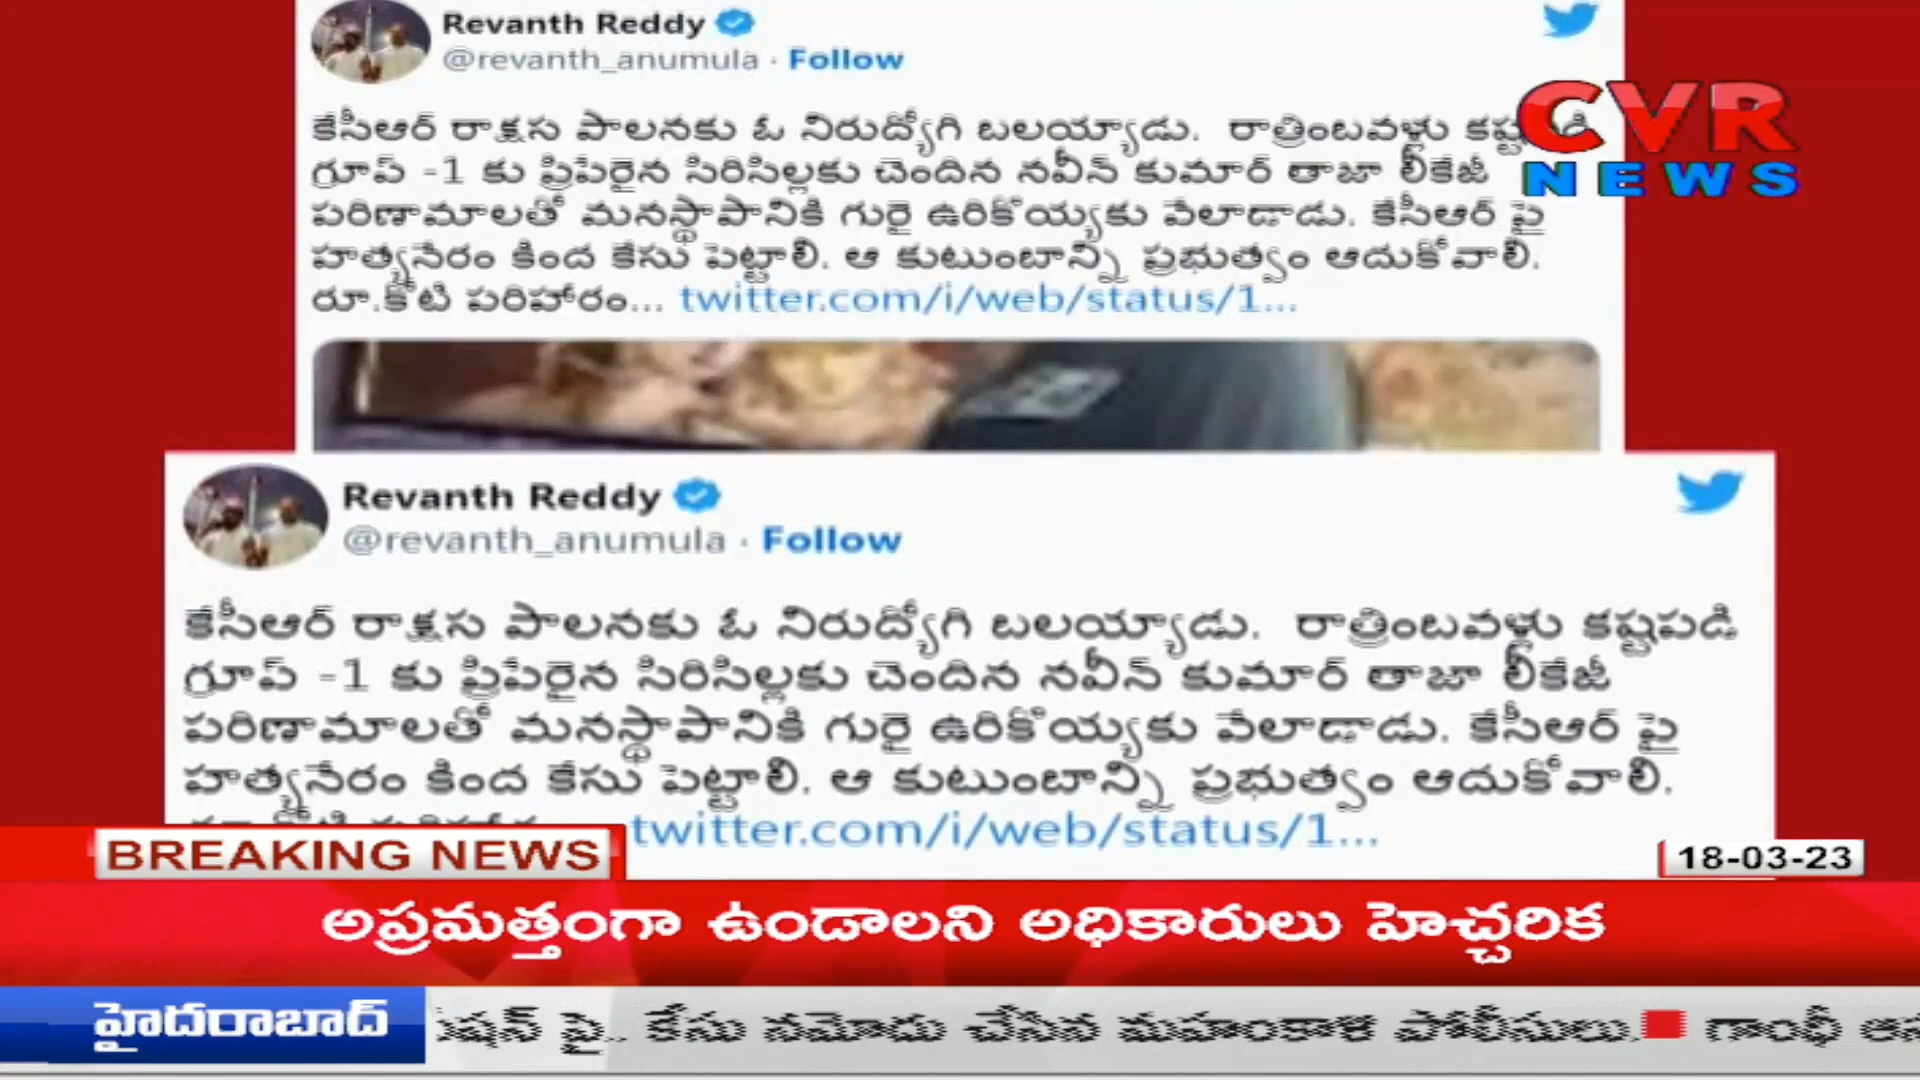 Revanth Reddy
@revanth_anumula · Follow
కేసీఆర్ రాక్షస పాలనకు ఓ నిరుద్యోగి బలయ్యాడు. రాత్రింబవళ్లు
గ్రూప్ -1 కు ప్రిపేరైన సిరిసిల్లకు చెందిన నవీన్ కుమార్ తాజా లీకేజీ
పరిణామాలతో మనస్థాపానికి గురై ఉరికొయ్యకు వేలాడాడు. కేసీఆర్ పై
హత్యనేరం కింద కేసు పెట్టాలి. ఆ కుటుంబాన్ని ప్రభుత్వం ఆదుకోవాలి.
రూ.కోటి పరిహారం... twitter.com/i/web/status/1...
CVR
NEWS
Revanth Reddy
@revanth_anumula · Follow
కేసీఆర్ రాక్షస పాలనకు ఓ నిరుద్యోగి బలయ్యాడు. రాత్రింబవళ్లు కష్టపడి
గ్రూప్ -1 కు ప్రిపేరైన సిరిసిల్లకు చెందిన నవీన్ కుమార్ తాజా లీకేజీ
పరిణామాలతో మనస్థాపానికి గురై ఉరికొయ్యకు వేలాడాడు. కేసీఆర్ పై
హత్యనేరం కింద కేసు పెట్టాలి. ఆ కుటుంబాన్ని ప్రభుత్వం ఆదుకోవాలి.
twitter.com/i/web/status/1...
BREAKING NEWS
18-03-23
అప్రమత్తంగా ఉండాలని అధికారులు హెచ్చరిక
హైదరాబాద్
పై.. కేసు నమోదు చేసిన మహంకాళి పోలీసులు. గాంధీ